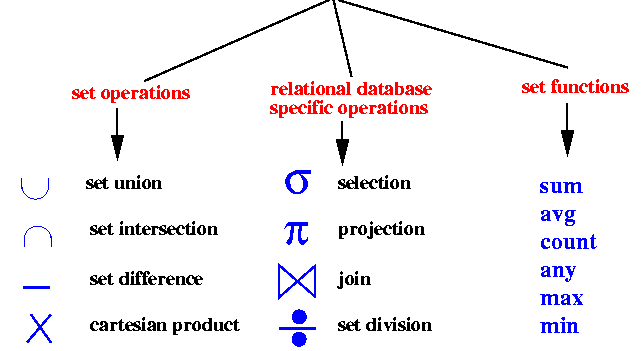 set operations
relational database
specific operations
set functions
∪ set union
∩ set intersection
− set difference
× cartesian product
σ selection
π projection
⋈ join
÷ set division
sum
avg
count
any
max
min